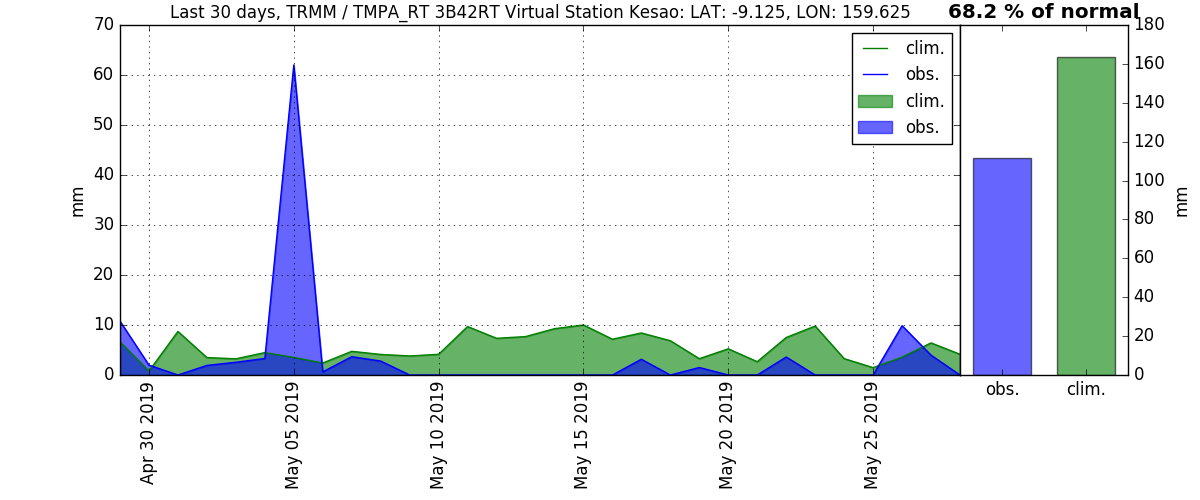 Last 30 days, TRMM / TMPA_RT 3B42RT Virtual Station Kesao: LAT: -9.125, LON: 159.625
68.2 % of normal
70
60
50
40
30
20
10
0
mm
clim.
obs.
clim.
obs.
Apr 30 2019
May 05 2019
May 10 2019
May 15 2019
May 20 2019
May 25 2019
180
160
140
120
100
80
60
40
20
0
mm
obs.
clim.